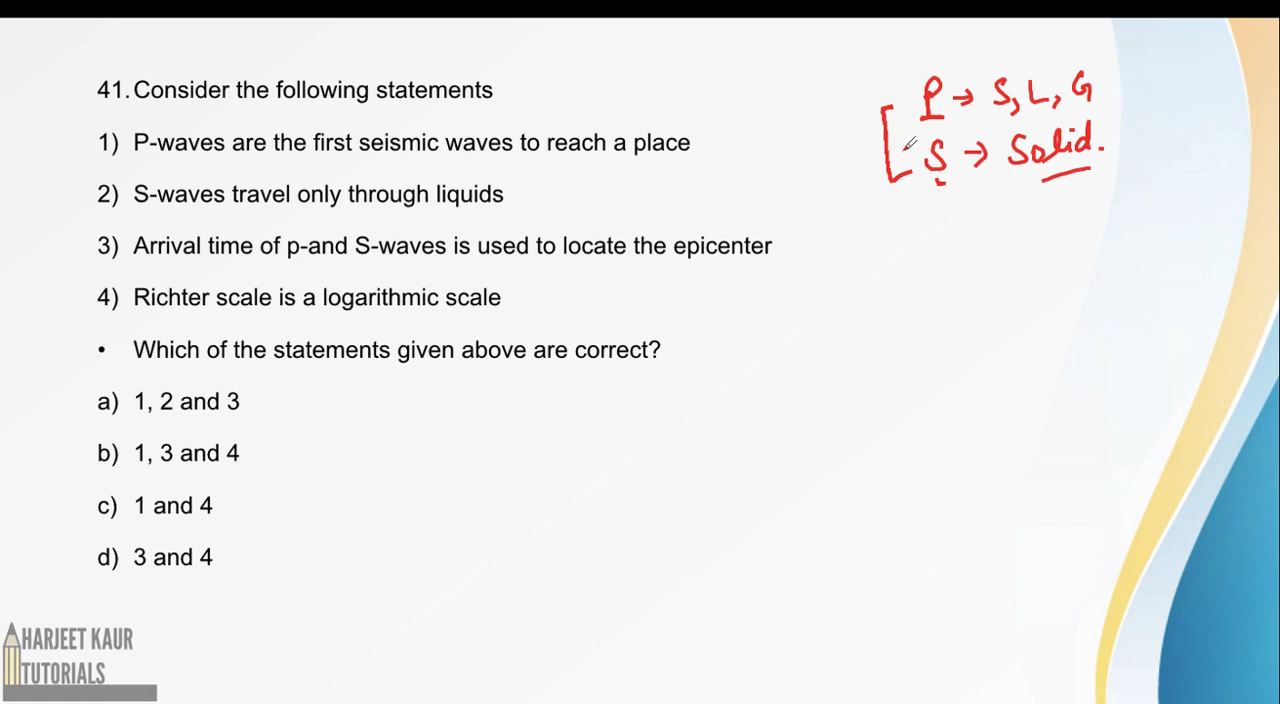 41. Consider the following statements
1) P-waves are the first seismic waves to reach a place
2) S-waves travel only through liquids
3) Arrival time of p-and S-waves is used to locate the epicenter
4) Richter scale is a logarithmic scale
• Which of the statements given above are correct?
a) 1, 2 and 3
b) 1, 3 and 4
c) 1 and 4
d) 3 and 4
P → S, L, G
S → Solid.
HARJEET KAUR
TUTORIALS